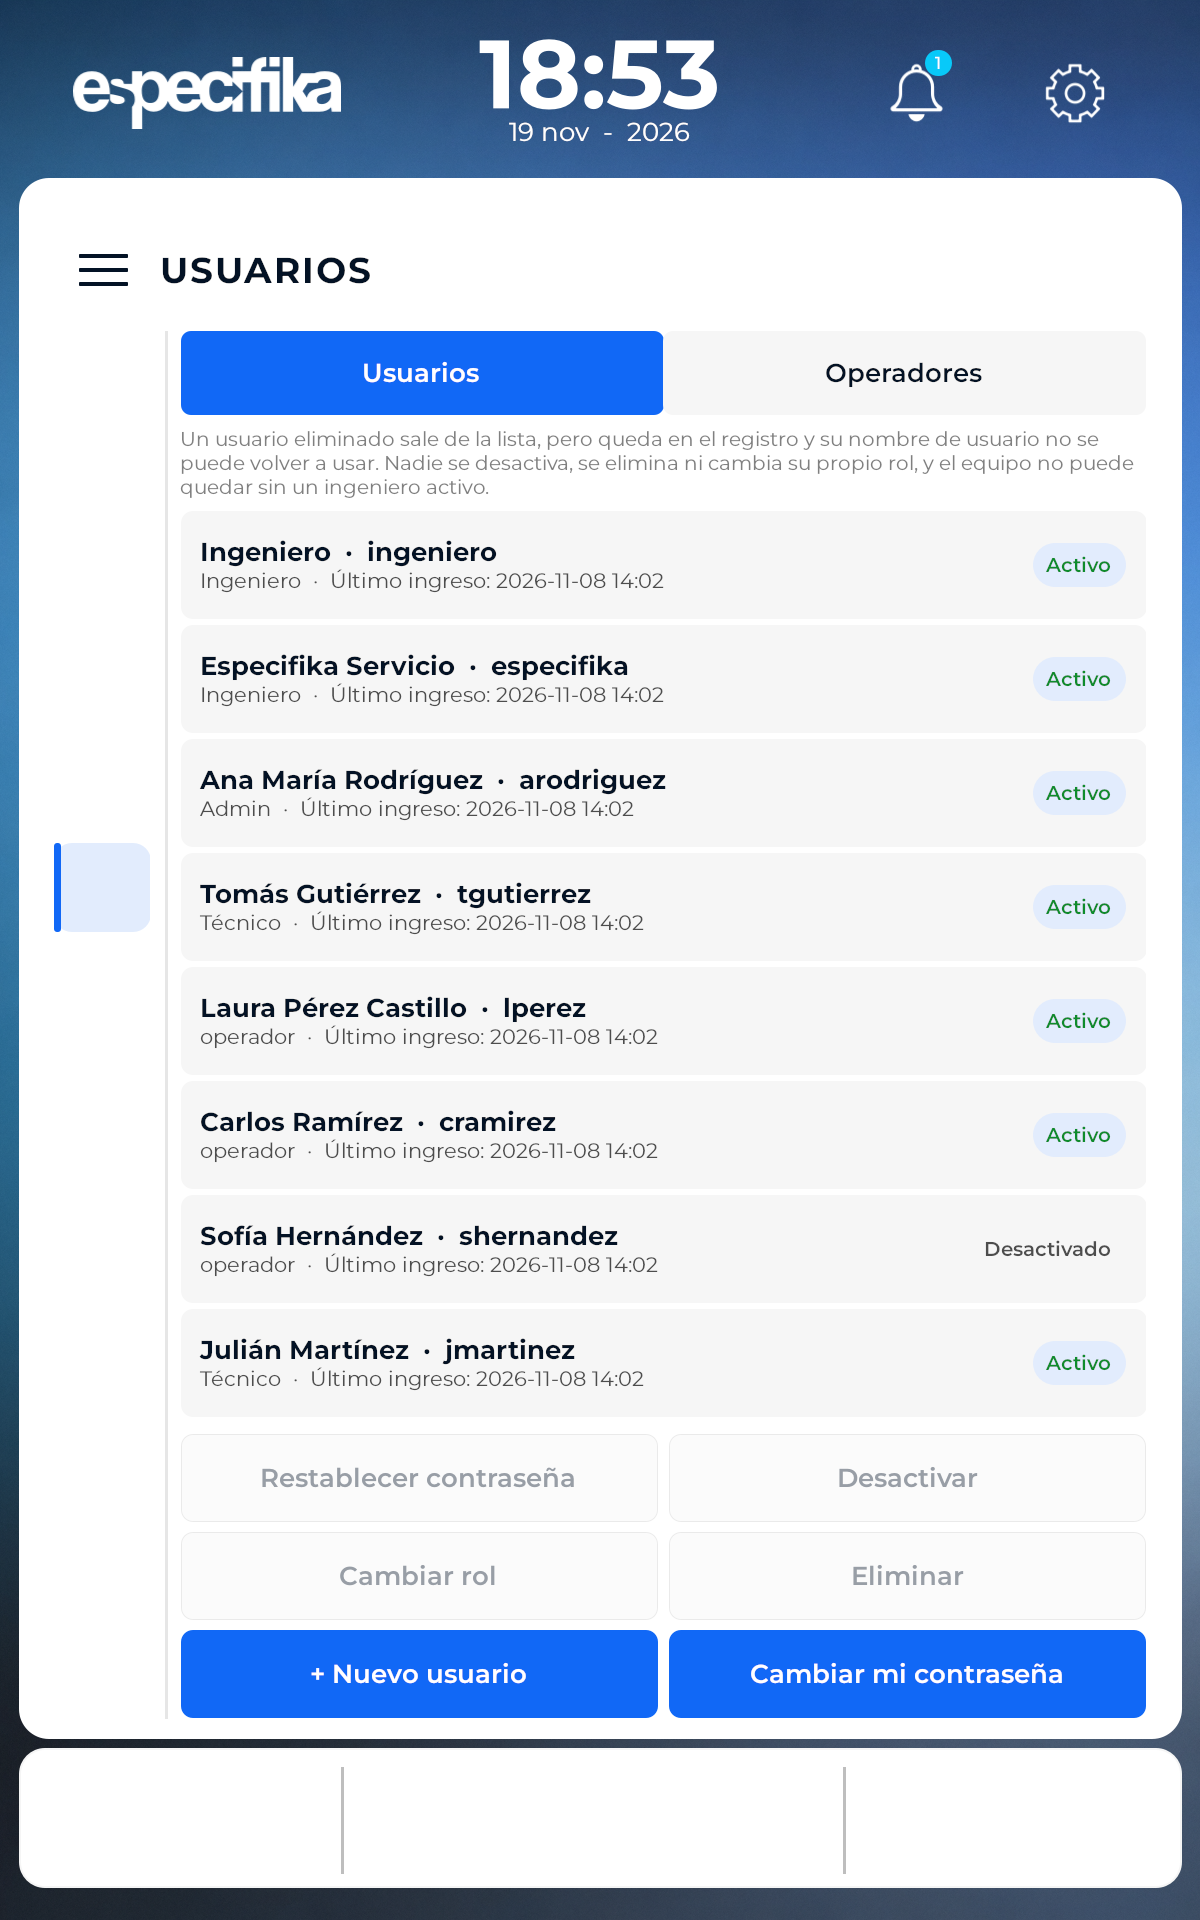 especifika
18:53
19 nov - 2026
1
USUARIOS
Usuarios
Operadores
Un usuario eliminado sale de la lista, pero queda en el registro y su nombre de usuario no se
puede volver a usar. Nadie se desactiva, se elimina ni cambia su propio rol, y el equipo no puede
quedar sin un ingeniero activo.
Ingeniero · ingeniero
Ingeniero · Último ingreso: 2026-11-08 14:02
Activo
Especifika Servicio · especifika
Ingeniero · Último ingreso: 2026-11-08 14:02
Activo
Ana María Rodríguez · arodriguez
Admin · Último ingreso: 2026-11-08 14:02
Activo
Tomás Gutiérrez · tgutierrez
Técnico · Último ingreso: 2026-11-08 14:02
Activo
Laura Pérez Castillo · lperez
operador · Último ingreso: 2026-11-08 14:02
Activo
Carlos Ramírez · cramirez
operador · Último ingreso: 2026-11-08 14:02
Activo
Sofía Hernández · shernandez
operador · Último ingreso: 2026-11-08 14:02
Desactivado
Julián Martínez · jmartinez
Técnico · Último ingreso: 2026-11-08 14:02
Activo
Restablecer contraseña
Desactivar
Cambiar rol
Eliminar
+ Nuevo usuario
Cambiar mi contraseña